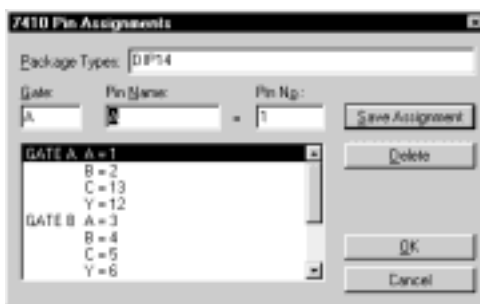 7410 Pin Assignments
Package Types: DIP14
Gate: Pin Name: Pin No.:
A A = 1 Save Assignment
GATE A A = 1 Delete
B = 2
C = 13
Y = 12
GATE B A = 3
B = 4 OK
C = 5
Y = 6 Cancel